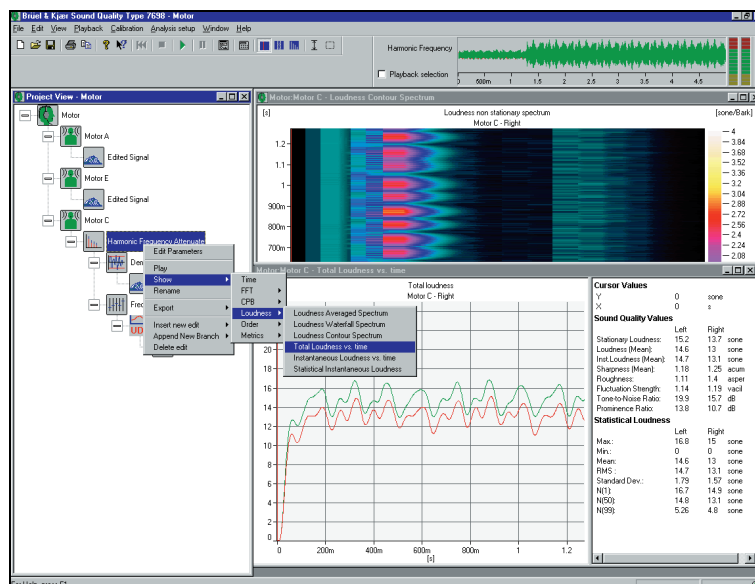 Brüel & Kjær Sound Quality Type 7698 - Motor
File Edit View Playback Calibration Analysis setup Window Help
Harmonic Frequency
Playback selection
0 500m 1 1.5 2 2.5 3 3.5 4 4.5
Project View - Motor
Motor
Motor A
Edited Signal
Motor E
Edited Signal
Motor C
Harmonic Frequency Attenuate
Edit Parameters
Play
Show
Rename
Export
Insert new edit
Append New Branch
Delete edit
Time
FFT
CPB
Loudness
Order
Metrics
Loudness Averaged Spectrum
Loudness Waterfall Spectrum
Loudness Contour Spectrum
Total Loudness vs. time
Instantaneous Loudness vs. time
Statistical Instantaneous Loudness
Motor:Motor C - Loudness Contour Spectrum
[s] Loudness non stationary spectrum [sone/Bark]
Motor C - Right
1.2
1.1
1
900m
800m
700m
4
3.84
3.68
3.52
3.36
3.2
3.04
2.88
2.72
2.56
2.4
2.24
2.08
Motor:Motor C - Total Loudness vs. time
Total loudness
Motor C - Right
20
18
16
14
12
10
8
6
4
2
0
0 200m 400m 600m 800m 1 1.2
[s]
Cursor Values
Y 0 sone
X 0 s
Sound Quality Values
Left Right
Stationary Loudness: 15.2 13.7 sone
Loudness (Mean): 14.6 13 sone
Inst.Loudness (Mean): 14.7 13.1 sone
Sharpness (Mean): 1.18 1.25 acum
Roughness: 1.11 1.4 asper
Fluctuation Strength: 1.14 1.19 vacil
Tone-to-Noise Ratio: 19.9 15.7 dB
Prominence Ratio: 13.8 10.7 dB
Statistical Loudness
Left Right
Max.: 16.8 15 sone
Min.: 0 0 sone
Mean: 14.6 13 sone
RMS : 14.7 13.1 sone
Standard Dev.: 1.79 1.57 sone
N(1): 16.7 14.9 sone
N(50): 14.8 13.1 sone
N(99): 5.26 4.8 sone